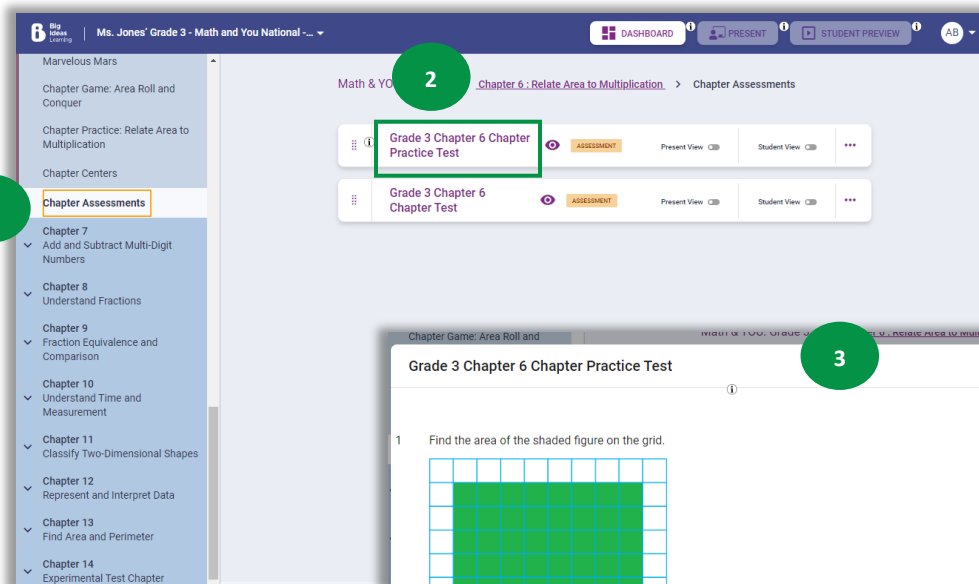 Big
Ideas
Learning
Ms. Jones' Grade 3 - Math and You National -...
DASHBOARD
PRESENT
STUDENT PREVIEW
AB
Marvelous Mars
Chapter Game: Area Roll and
Conquer
Chapter Practice: Relate Area to
Multiplication
Chapter Centers
Chapter Assessments
Chapter 7
Add and Subtract Multi-Digit
Numbers
Chapter 8
Understand Fractions
Chapter 9
Fraction Equivalence and
Comparison
Chapter 10
Understand Time and
Measurement
Chapter 11
Classify Two-Dimensional Shapes
Chapter 12
Represent and Interpret Data
Chapter 13
Find Area and Perimeter
Chapter 14
Experimental Test Chapter
Math & YO
2
Chapter 6 : Relate Area to Multiplication > Chapter Assessments
Grade 3 Chapter 6 Chapter
Practice Test
ASSESSMENT
Present View
Student View
Grade 3 Chapter 6
Chapter Test
ASSESSMENT
Present View
Student View
Chapter Game: Area Roll and
Math & YOU: Grade 3
er 6 : Relate Area to Mult
3
Grade 3 Chapter 6 Chapter Practice Test
1 Find the area of the shaded figure on the grid.